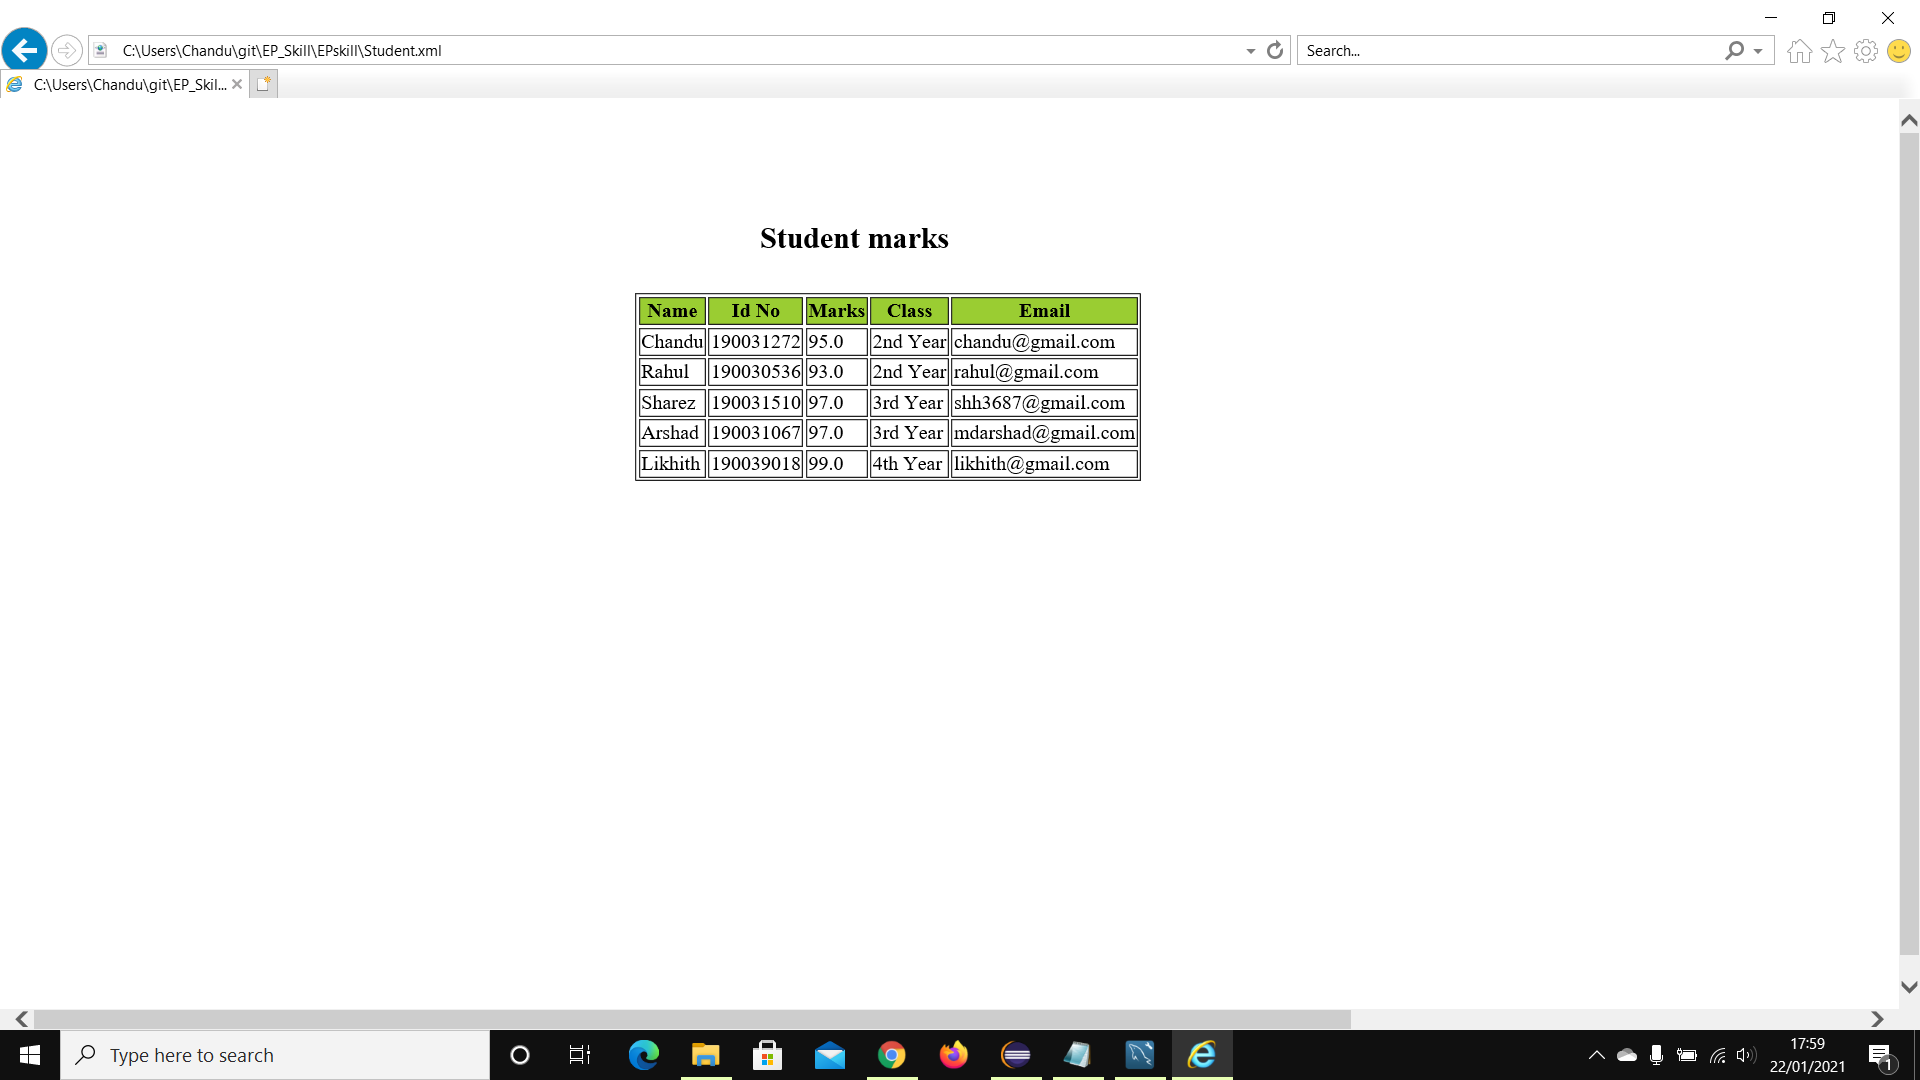 C:\Users\Chandu\git\EP_Skill\EPskill\Student.xml
Search...
C:\Users\Chandu\git\EP_Skil...
Student marks
Name Id No Marks Class Email
Chandu 190031272 95.0 2nd Year chandu@gmail.com
Rahul 190030536 93.0 2nd Year rahul@gmail.com
Sharez 190031510 97.0 3rd Year shh3687@gmail.com
Arshad 190031067 97.0 3rd Year mdarshad@gmail.com
Likhith 190039018 99.0 4th Year likhith@gmail.com
Type here to search
17:59
22/01/2021
1